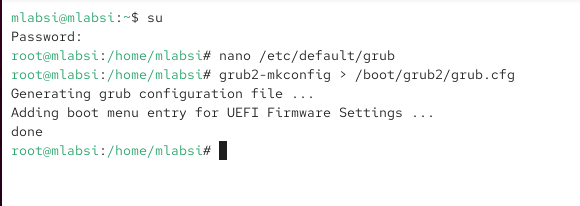 mlabsi@mlabsi:~$ su
Password:
root@mlabsi:/home/mlabsi# nano /etc/default/grub
root@mlabsi:/home/mlabsi# grub2-mkconfig > /boot/grub2/grub.cfg
Generating grub configuration file ...
Adding boot menu entry for UEFI Firmware Settings ...
done
root@mlabsi:/home/mlabsi#